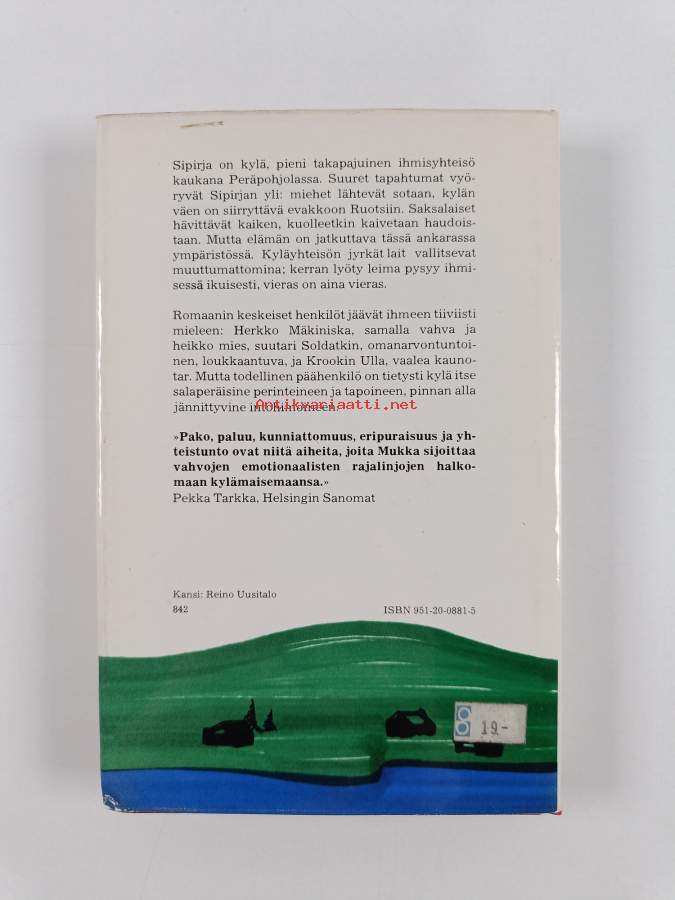 Sipirja on kylä, pieni takapajuinen ihmisyhteisö
kaukana Peräpohjolassa. Suuret tapahtumat vyö-
ryvät Sipirjan yli: miehet lähtevät sotaan, kylän
väen on siirryttävä evakkoon Ruotsiin. Saksalaiset
hävittävät kaiken, kuolleetkin kaivetaan haudois-
taan. Mutta elämän on jatkuttava tässä ankarassa
ympäristössä. Kyläyhteisön jyrkät lait vallitsevat
muuttumattomina; kerran lyöty leima pysyy ihmi-
sessä ikuisesti, vieras on aina vieras.
Romaanin keskeiset henkilöt jäävät ihmeen tiiviisti
mieleen: Herkko Mäkiniska, samalla vahva ja
heikko mies, suutari Soldatkin, omanarvontuntoi-
nen, loukkaantuva, ja Krookin Ulla, vaalea kauno-
tar. Mutta todellinen päähenkilö on tietysti kylä itse
salaperäisine perinteineen ja tapoineen, pinnan alla
jännittyvine intohimoineen.
Antikvariaatti.net
»Pako, paluu, kunniattomuus, eripuraisuus ja yh-
teistunto ovat niitä aiheita, joita Mukka sijoittaa
vahvojen emotionaalisten rajalinjojen halko-
maan kylämaisemaansa.»
Pekka Tarkka, Helsingin Sanomat
Kansi: Reino Uusitalo
842 ISBN 951-20-0881-5
19.-